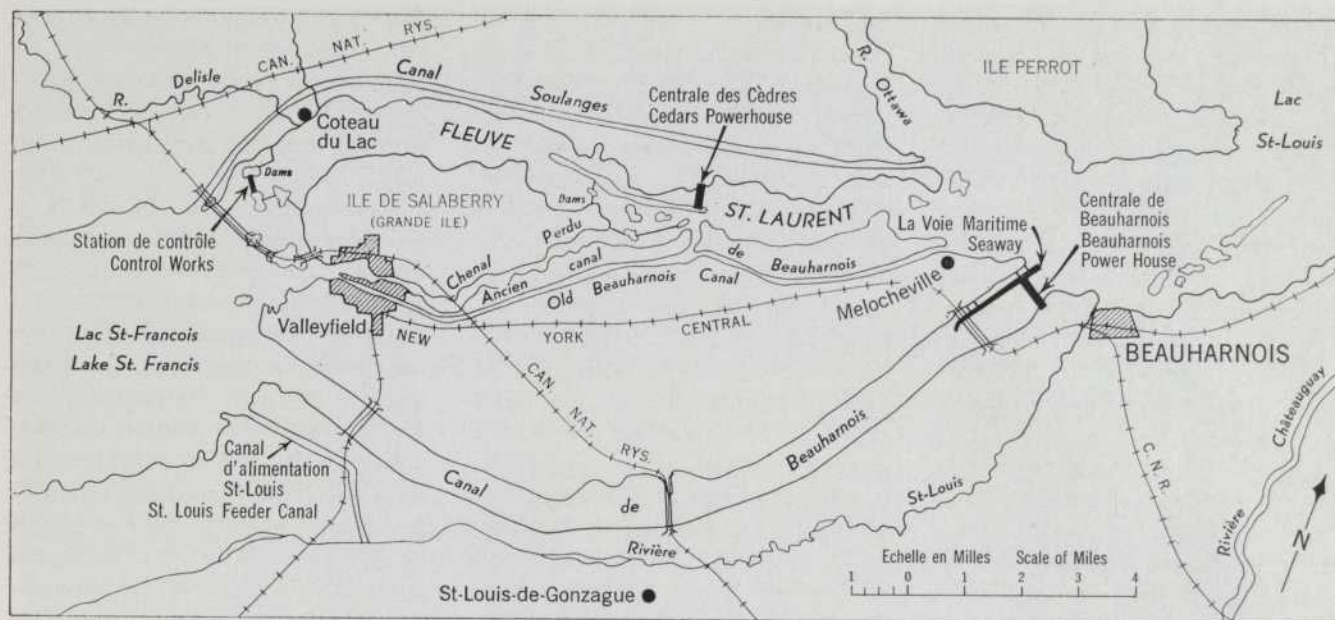 CAN. NAT. RYS.
R. Delisle
Canal Soulanges
Coteau
du Lac
FLEUVE ST. LAURENT
Centrale des Cèdres
Cedars Powerhouse
R. Ottawa
ILE PERROT
Lac
St-Louis
Dams
Station de contrôle
Control Works
ILE DE SALABERRY
(GRANDE ILE)
Dams
Chenal Perdu
Ancien canal de Beauharnois
Old Beauharnois Canal
La Voie Maritime
Seaway
Centrale de
Beauharnois
Beauharnois
Power House
Melocheville
Valleyfield
NEW YORK CENTRAL
BEAUHARNOIS
Lac St-Francois
Lake St. Francis
CAN. NAT. RYS.
Canal
d'alimentation
St-Louis
St. Louis Feeder Canal
Canal de Beauharnois
Rivière St-Louis
C.N.R.
Rivière Châteauguay
St-Louis-de-Gonzague
Echelle en Milles Scale of Miles
1 0 1 2 3 4
N